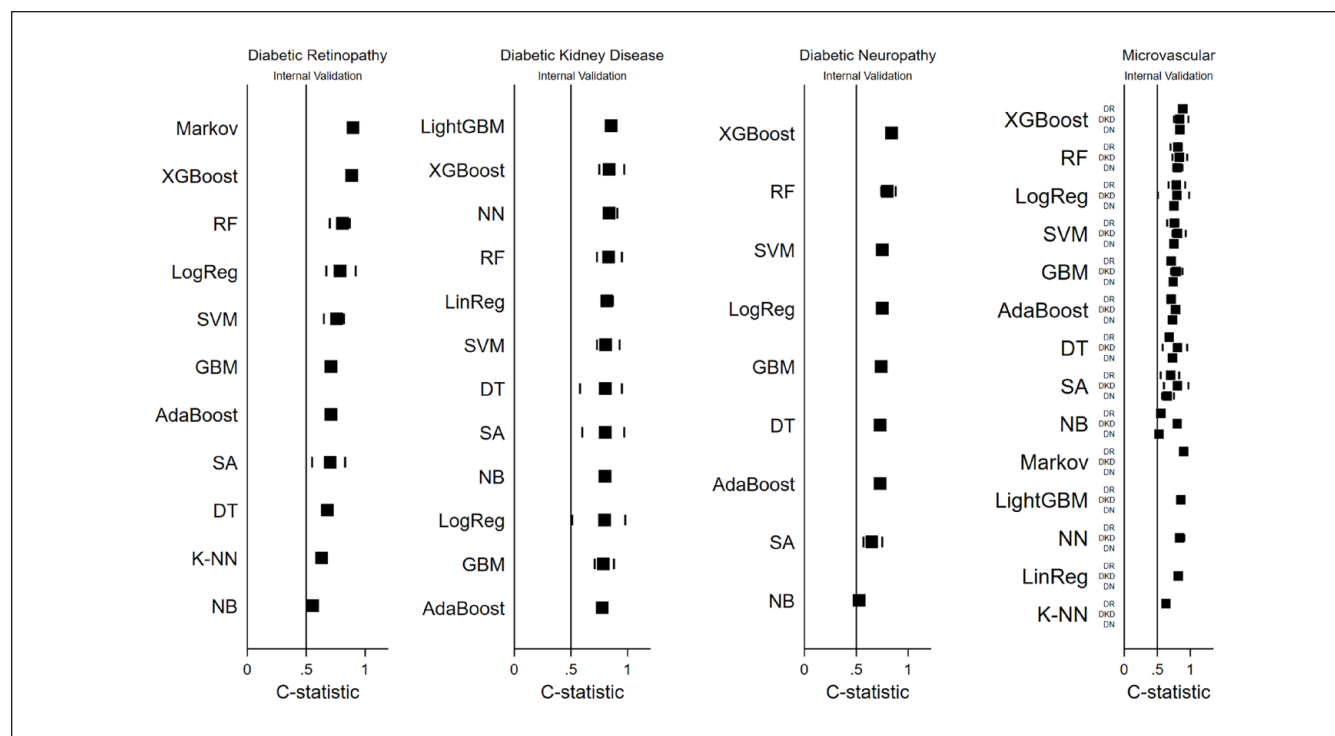 Diabetic Retinopathy
Internal Validation
Markov
XGBoost
RF
LogReg
SVM
GBM
AdaBoost
SA
DT
K-NN
NB
0 .5 1
C-statistic
Diabetic Kidney Disease
Internal Validation
LightGBM
XGBoost
NN
RF
LinReg
SVM
DT
SA
NB
LogReg
GBM
AdaBoost
0 .5 1
C-statistic
Diabetic Neuropathy
Internal Validation
XGBoost
RF
SVM
LogReg
GBM
DT
AdaBoost
SA
NB
0 .5 1
C-statistic
Microvascular
Internal Validation
DR
XGBoost DKD
DN
DR
RF DKD
DN
DR
LogReg DKD
DN
DR
SVM DKD
DN
DR
GBM DKD
DN
DR
AdaBoost DKD
DN
DR
DT DKD
DN
DR
SA DKD
DN
DR
NB DKD
DN
DR
Markov DKD
DN
DR
LightGBM DKD
DN
DR
NN DKD
DN
DR
LinReg DKD
DN
DR
K-NN DKD
DN
0 .5 1
C-statistic